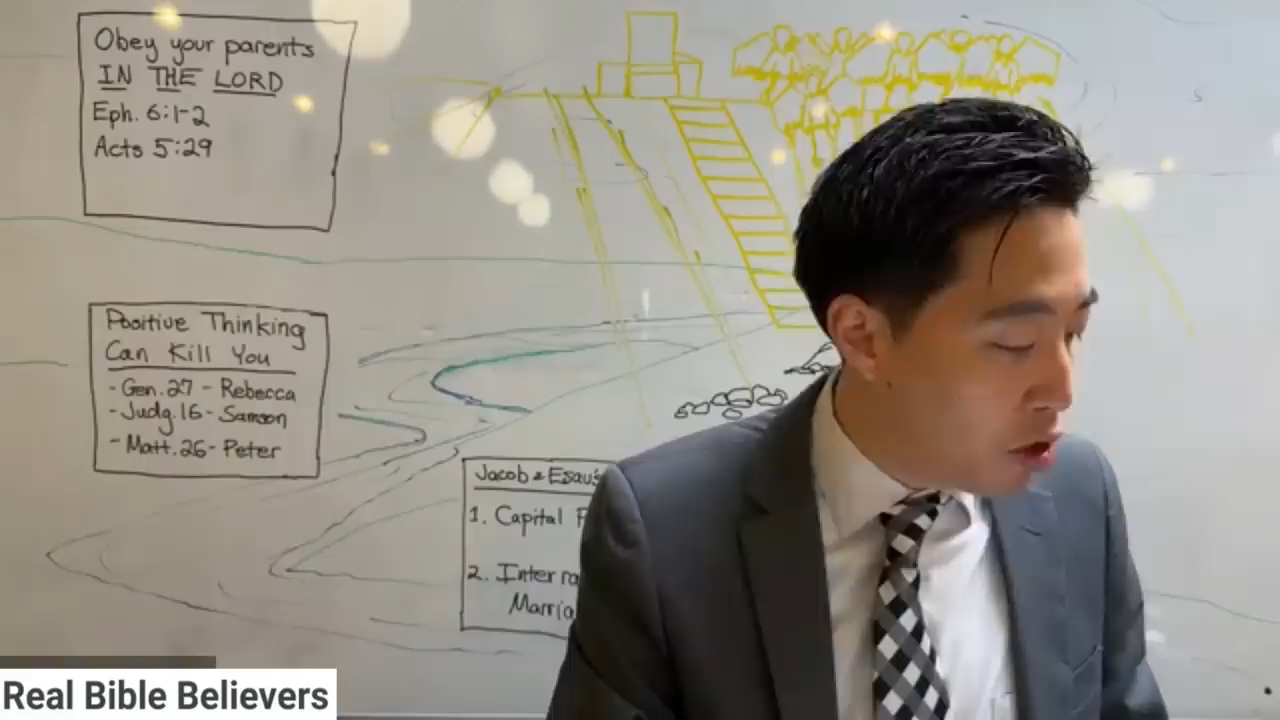 Obey your parents
IN THE LORD
Eph. 6:1-2
Acts 5:29
Positive Thinking
Can Kill You
- Gen. 27 - Rebecca
- Judg. 16 - Samson
- Matt. 26 - Peter
Jacob & Esau's
1. Capital
2. Inter
Real Bible Believers